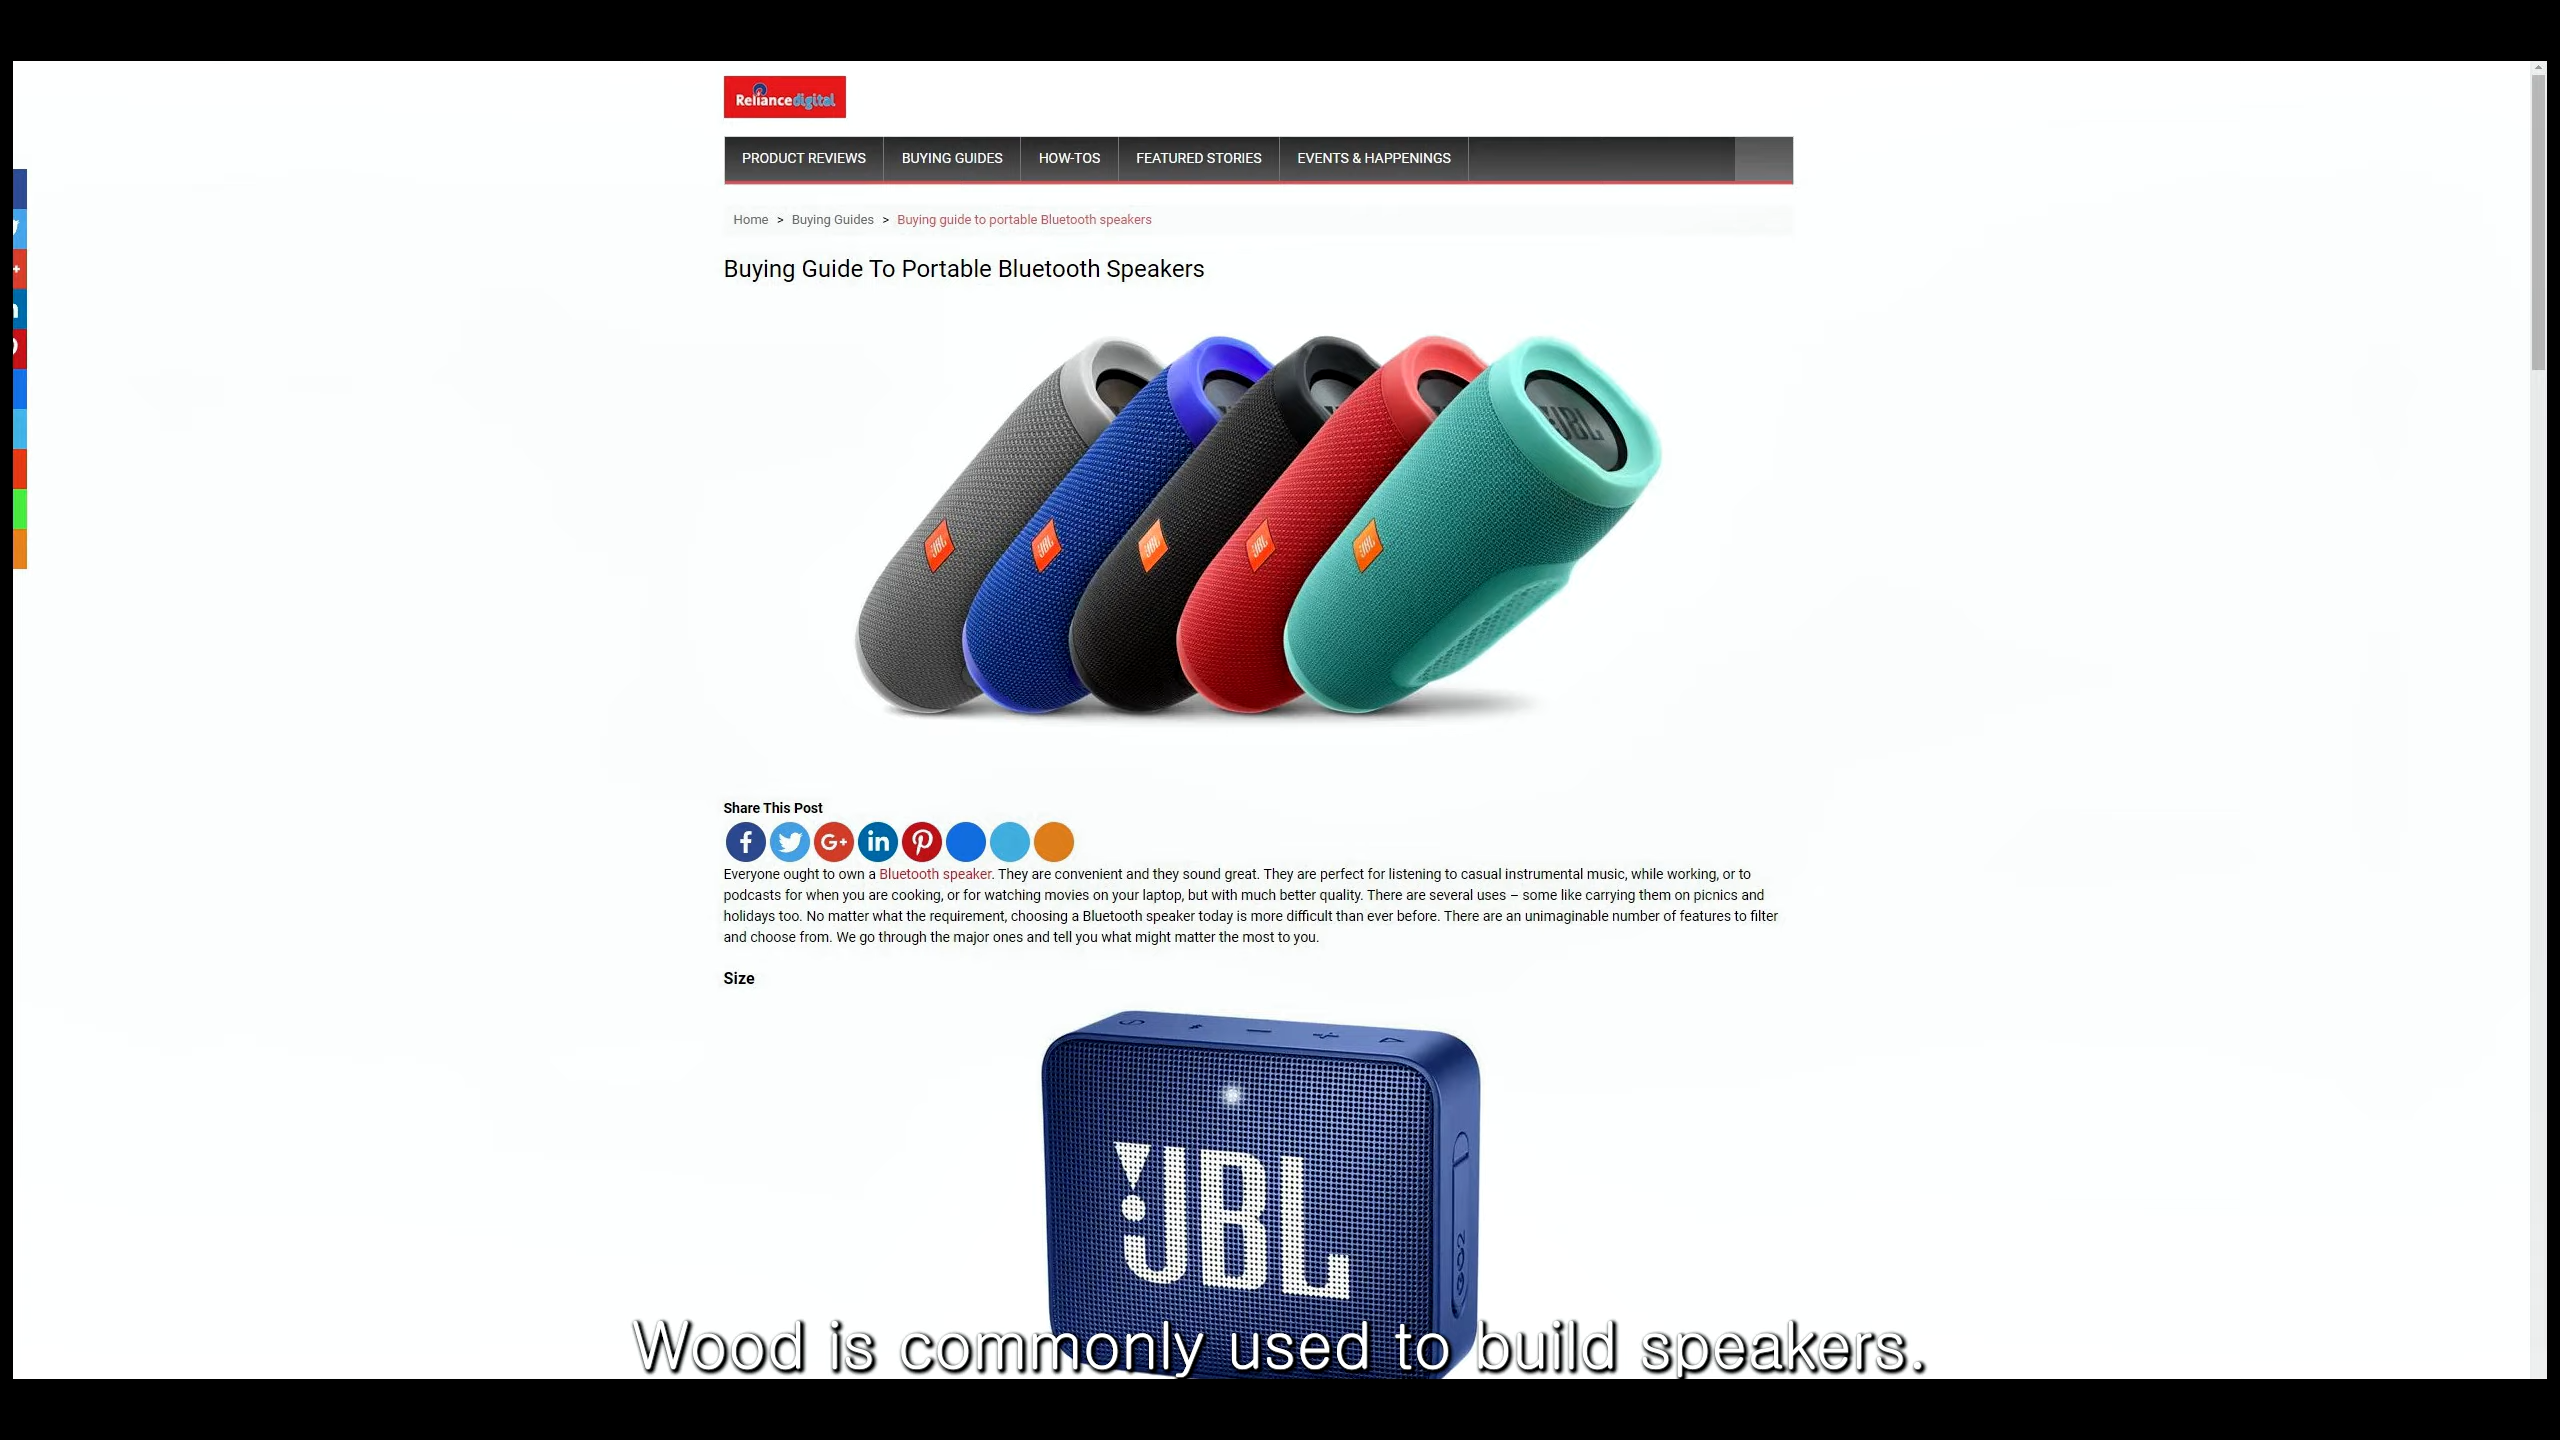 Reliancedigital
PRODUCT REVIEWS
BUYING GUIDES
HOW-TOS
FEATURED STORIES
EVENTS & HAPPENINGS
Home > Buying Guides > Buying guide to portable Bluetooth speakers
Buying Guide To Portable Bluetooth Speakers
JBL
JBL
JBL
JBL
JBL
JBL
Share This Post
Everyone ought to own a Bluetooth speaker. They are convenient and they sound great. They are perfect for listening to casual instrumental music, while working, or to
podcasts for when you are cooking, or for watching movies on your laptop, but with much better quality. There are several uses – some like carrying them on picnics and
holidays too. No matter what the requirement, choosing a Bluetooth speaker today is more difficult than ever before. There are an unimaginable number of features to filter
and choose from. We go through the major ones and tell you what might matter the most to you.
Size
JBL
GO2
Wood is commonly used to build speakers.